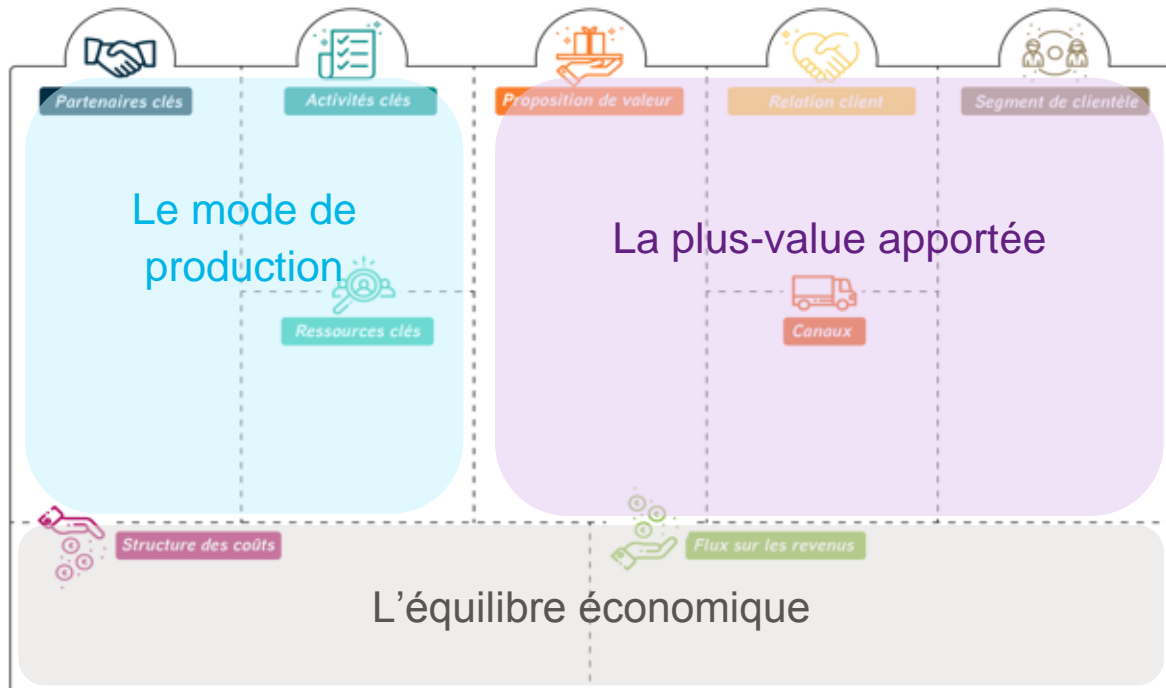 Partenaires clés
Activités clés
Proposition de valeur
Relation client
Segment de clientèle
Le mode de
production
La plus-value apportée
Ressources clés
Canaux
Structure des coûts
Flux sur les revenus
L'équilibre économique